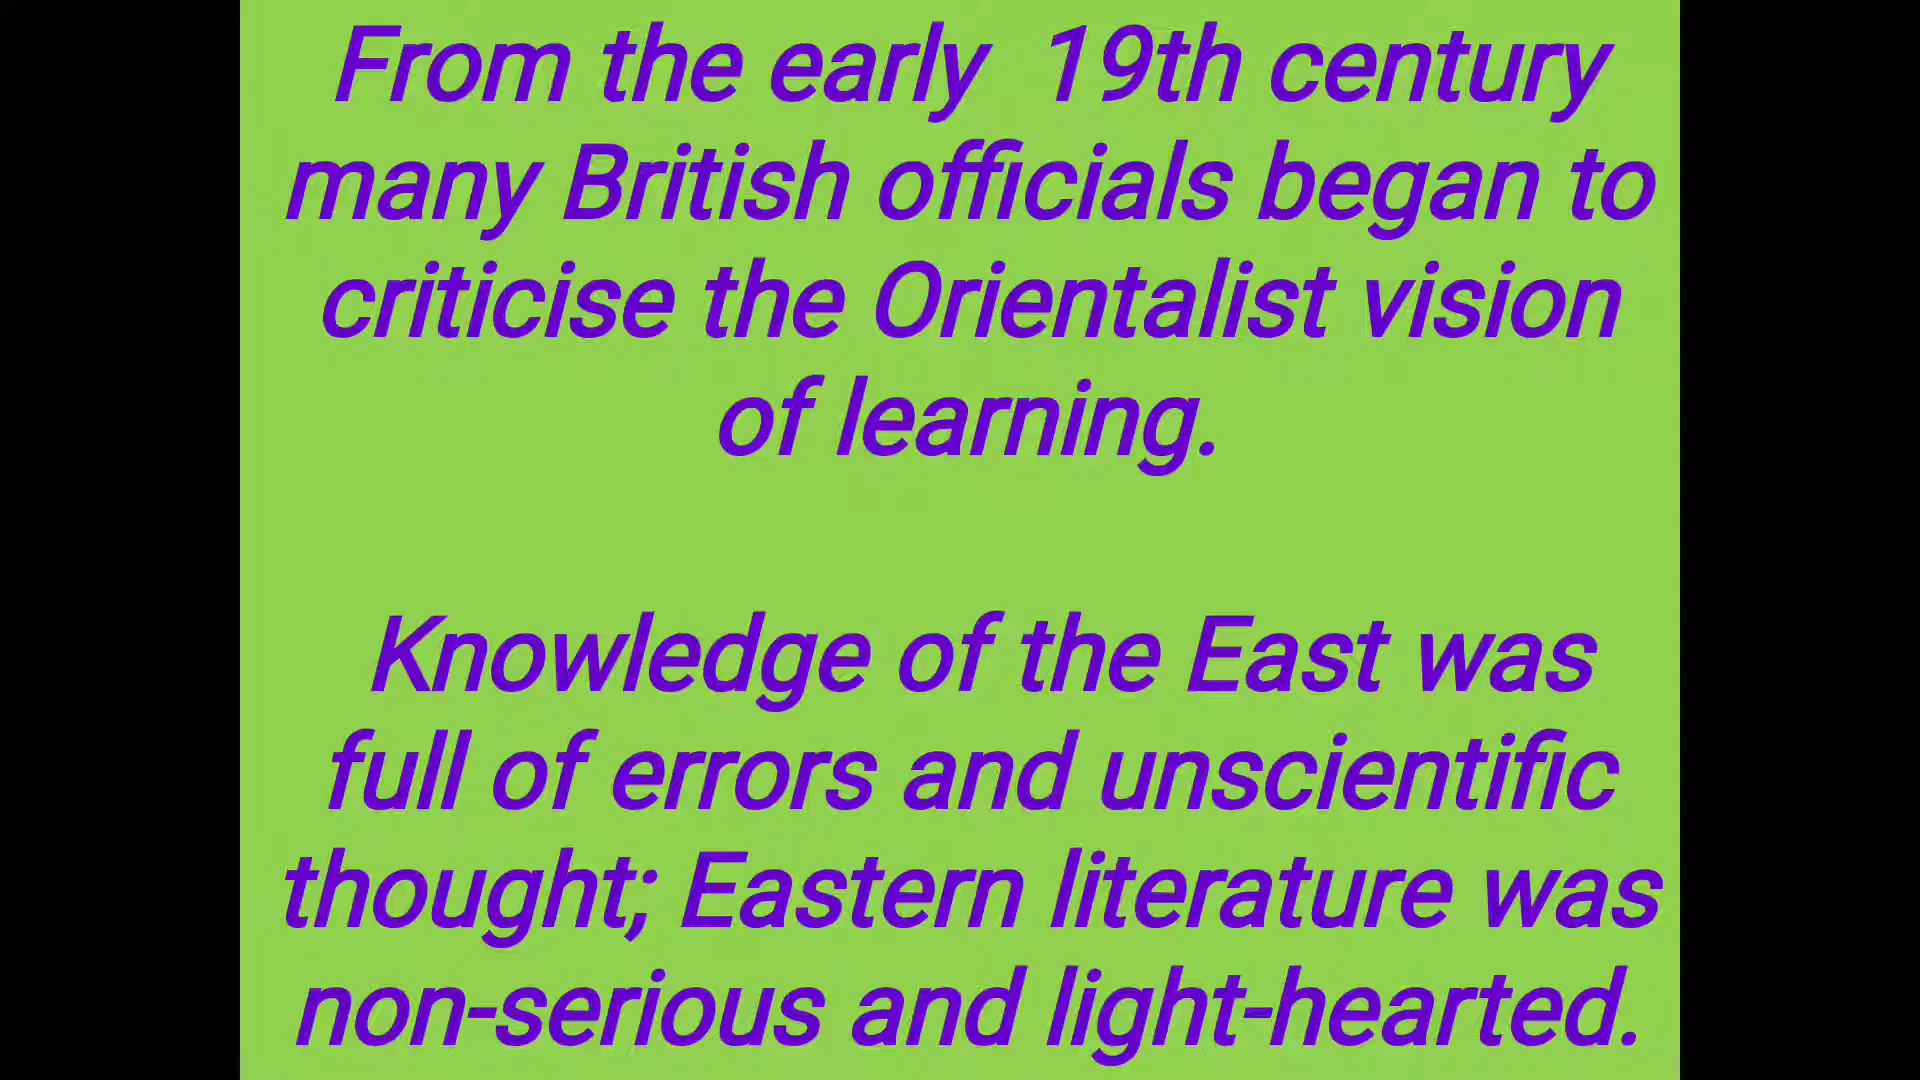 From the early  19th century
many British officials began to
criticise the Orientalist vision
of learning.
Knowledge of the East was
full of errors and unscientific
thought; Eastern literature was
non-serious and light-hearted.